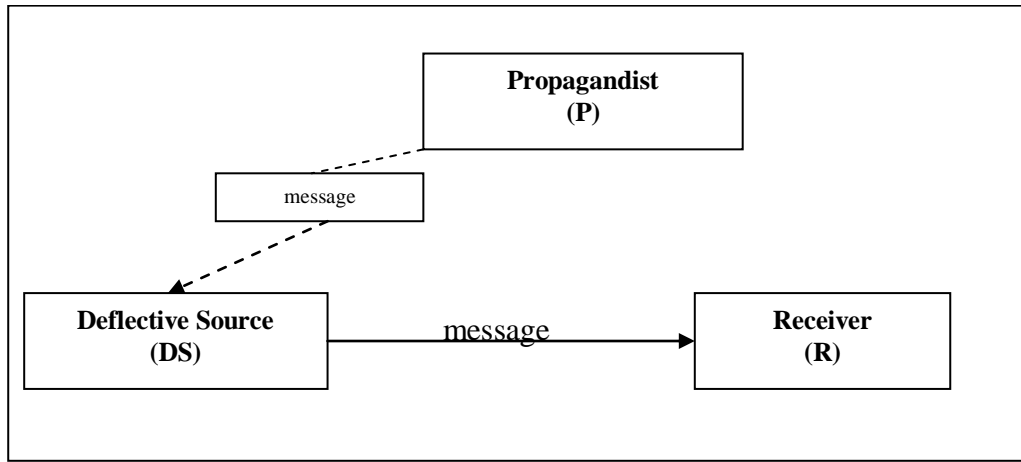 Propagandist
(P)
message
Deflective Source
(DS)
message
Receiver
(R)